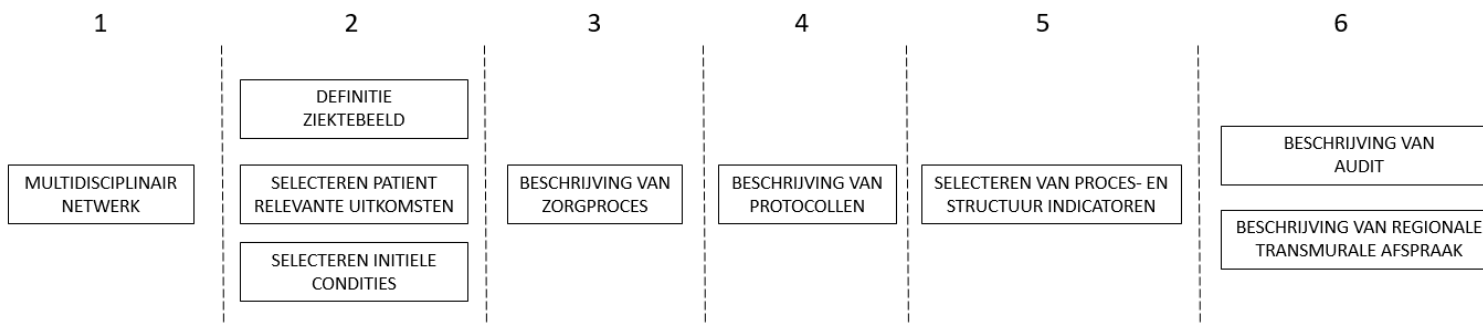 1
2
3
4
5
6
MULTIDISCIPLINAIR
NETWERK
DEFINITIE
ZIEKTEBEELD
SELECTEREN PATIENT
RELEVANTE UITKOMSTEN
SELECTEREN INITIELE
CONDITIES
BESCHRIJVING VAN
ZORGPROCES
BESCHRIJVING VAN
PROTOCOLLEN
SELECTEREN VAN PROCES- EN
STRUCTUUR INDICATOREN
BESCHRIJVING VAN
AUDIT
BESCHRIJVING VAN REGIONALE
TRANSMURALE AFSPRAAK